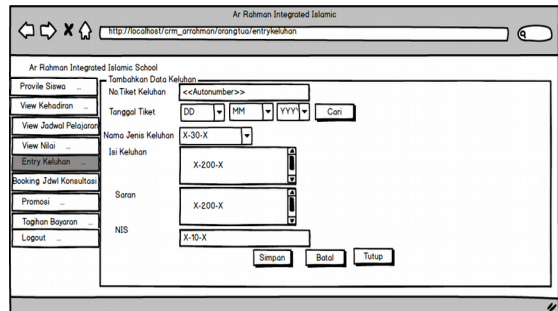 Ar Rahman Integrated Islamic
http://localhost/crm_arrahman/orangtua/entrykeluhan
Ar Rahman Integrated Islamic School
Tambahkan Data Keluhan
Provile Siswa ...
View Kehadiran ...
View Jadwal Pelajaran
View Nilai ...
Entry Keluhan ...
Booking Jdwl Konsultasi
Promosi ...
Tagihan Bayaran ...
Logout ...
No.Tiket Keluhan <<Autonumber>>
Tanggal Tiket DD MM YYYY Cari
Nama Jenis Keluhan X-30-X
Isi Keluhan X-200-X
Saran X-200-X
NIS X-10-X
Simpan Batal Tutup